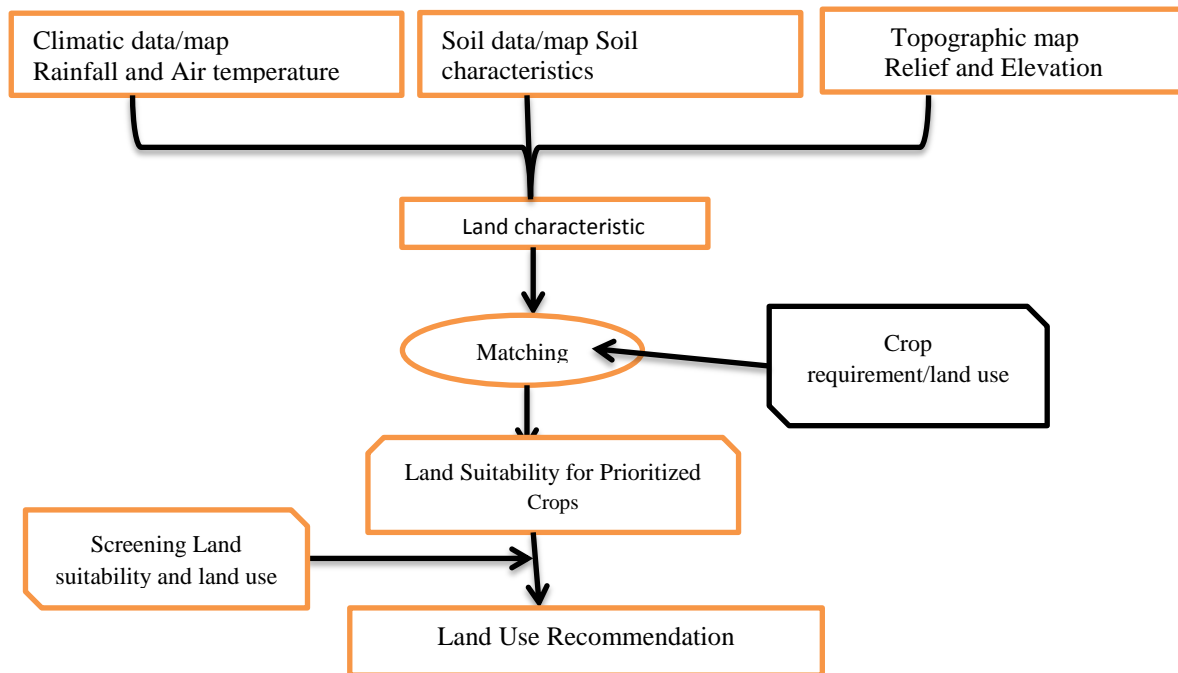 Climatic data/map
Rainfall and Air temperature
Soil data/map Soil
characteristics
Topographic map
Relief and Elevation
Land characteristic
Matching
Crop
requirement/land use
Land Suitability for Prioritized
Crops
Screening Land
suitability and land use
Land Use Recommendation